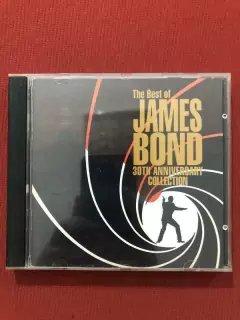 The Best of
JAMES
BOND
30TH ANNIVERSARY
COLLECTION